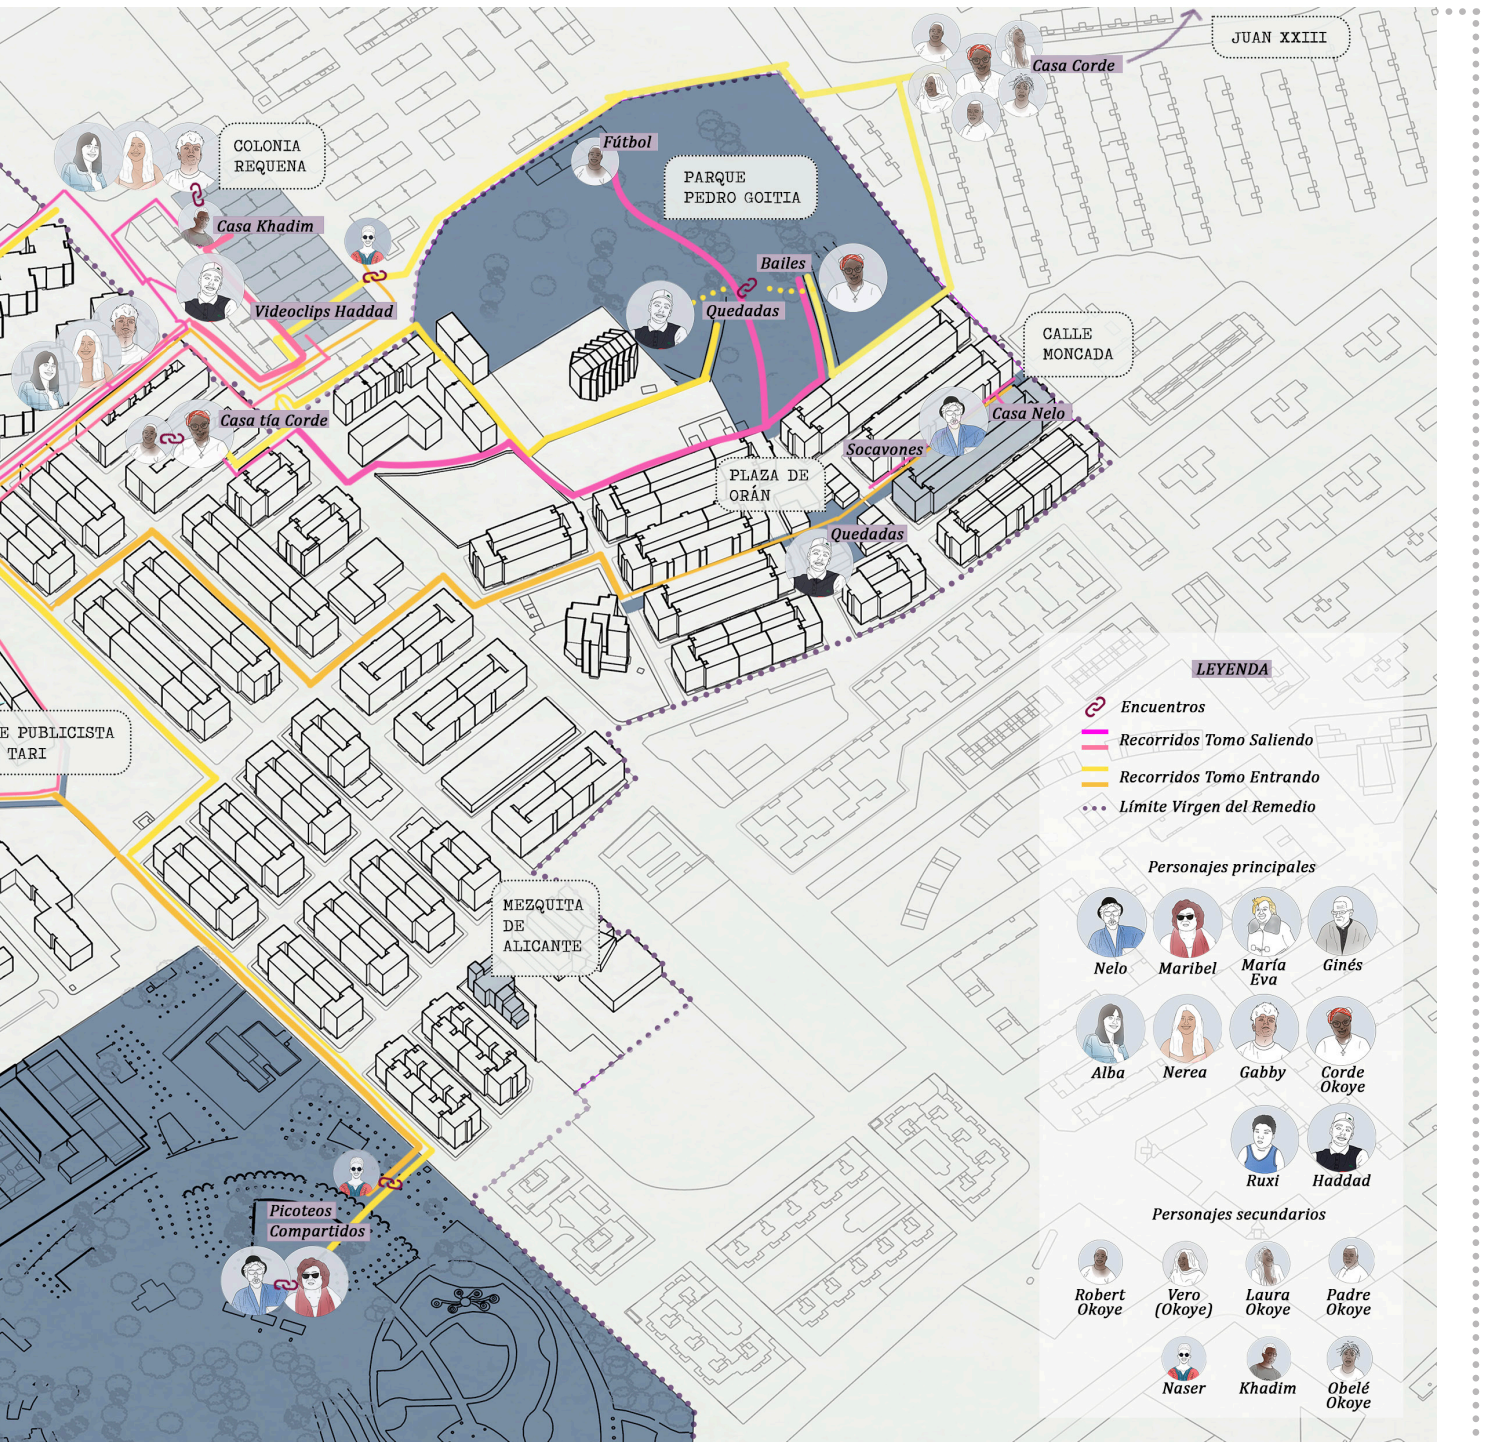 JUAN XXIII
Casa Corde
Fútbol
COLONIA
REQUENA
PARQUE
PEDRO GOITIA
Casa Khadim
Bailes
Videoclips Haddad
Quedadas
CALLE
MONCADA
Casa tía Corde
Casa Nelo
Socavones
PLAZA DE
ORÁN
Quedadas
LEYENDA
Encuentros
Recorridos Tomo Saliendo
Recorridos Tomo Entrando
Límite Virgen del Remedio
E PUBLICISTA
TARI
Personajes principales
MEZQUITA
DE
ALICANTE
Nelo
Maribel
María
Eva
Ginés
Alba
Nerea
Gabby
Corde
Okoye
Ruxi
Haddad
Picoteos
Compartidos
Personajes secundarios
Robert
Okoye
Vero
(Okoye)
Laura
Okoye
Padre
Okoye
Naser
Khadim
Obelé
Okoye